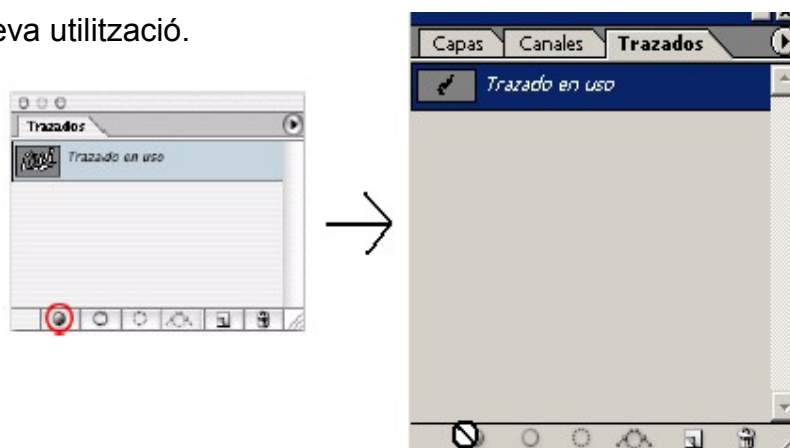 eva utilització.
Trazados
Trazado en uso
Capas Canales Trazados
Trazado en uso